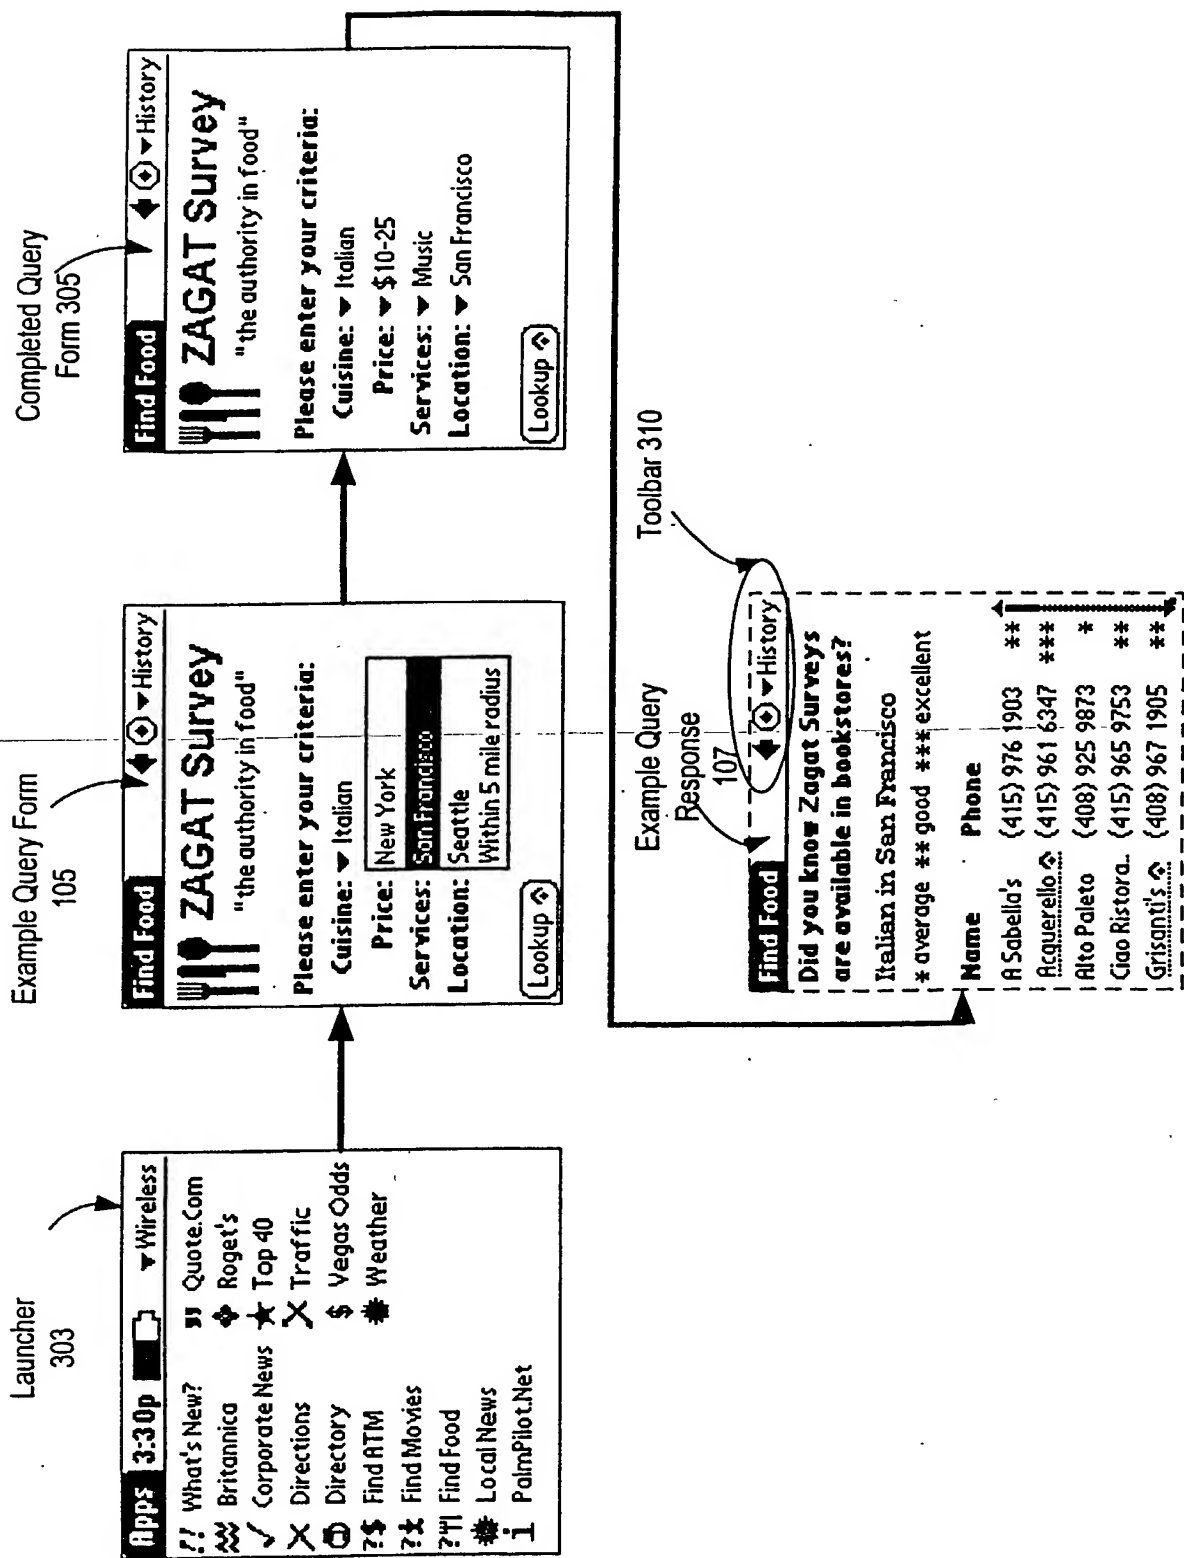 Launcher
303
Apps 3:30p ▼Wireless
?? What's New?
Britannica
Corporate News
Directions
Directory
?$ Find ATM
? Find Movies
? Find Food
Local News
i PalmPilot.Net
" Quote.Com
Roget's
★ Top 40
Traffic
$ Vegas Odds
Weather
Example Query Form
105
Find Food ▼History
ZAGAT Survey
"the authority in food"
Please enter your criteria:
Cuisine: ▼ Italian
Price:
Services:
Location:
New York
San Francisco
Seattle
Within 5 mile radius
Lookup
Completed Query
Form 305
Find Food ▼History
ZAGAT Survey
"the authority in food"
Please enter your criteria:
Cuisine: ▼ Italian
Price: ▼ $10-25
Services: ▼ Music
Location: ▼ San Francisco
Lookup
Example Query
Response
107
Toolbar 310
Find Food ▼History
Did you know Zagat Surveys
are available in bookstores?
Italian in San Francisco
* average ** good *** excellent
Name Phone
A Sabella's (415) 976 1903 **
Acquerello (415) 961 6347 ***
Alto Paleto (408) 925 9873 *
Ciao Ristora.. (415) 965 9753 **
Grisanti's (408) 967 1905 **